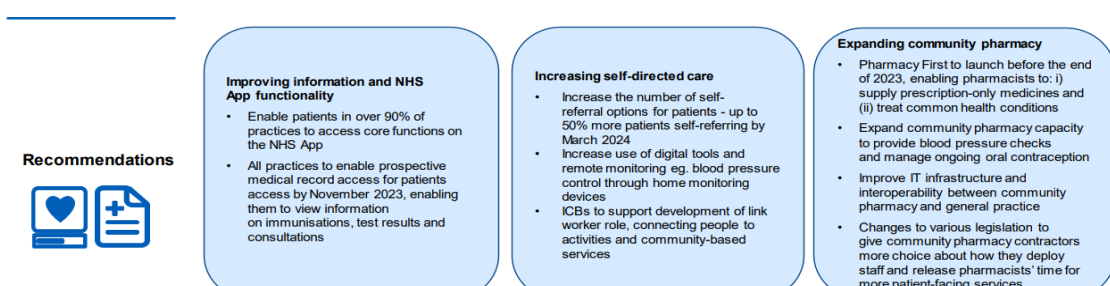 Recommendations
Improving information and NHS
App functionality
• Enable patients in over 90% of
practices to access core functions on
the NHS App
• All practices to enable prospective
medical record access for patients
access by November 2023, enabling
them to view information
on immunisations, test results and
consultations
Increasing self-directed care
• Increase the number of self-
referral options for patients - up to
50% more patients self-referring by
March 2024
• Increase use of digital tools and
remote monitoring eg. blood pressure
control through home monitoring
devices
• ICBs to support development of link
worker role, connecting people to
activities and community-based
services
Expanding community pharmacy
• Pharmacy First to launch before the end
of 2023, enabling pharmacists to: i)
supply prescription-only medicines and
(ii) treat common health conditions
• Expand community pharmacy capacity
to provide blood pressure checks
and manage ongoing oral contraception
• Improve IT infrastructure and
interoperability between community
pharmacy and general practice
• Changes to various legislation to
give community pharmacy contractors
more choice about how they deploy
staff and release pharmacists' time for
more patient-facing services